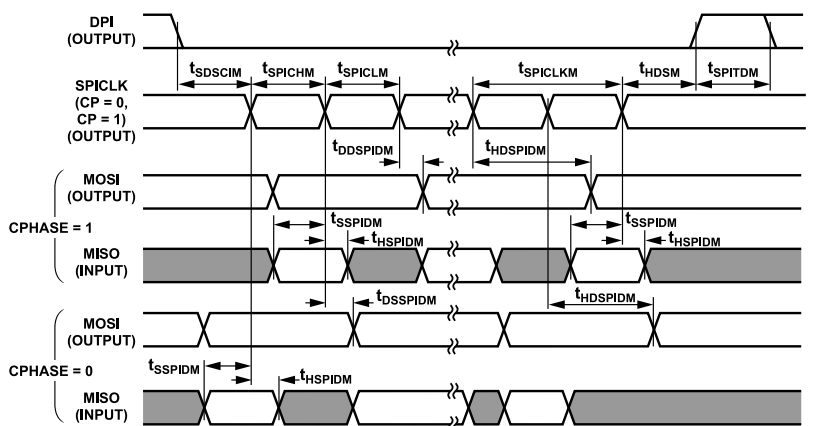 DPI
(OUTPUT)
tSDSCIM tSPICHM tSPICLM tSPICLKM tHDSM tSPITDM
SPICLK
(CP = 0,
CP = 1)
(OUTPUT)
tDDSPIDM tHDSPIDM
MOSI
(OUTPUT)
CPHASE = 1
tSSPIDM tSSPIDM
tHSPIDM tHSPIDM
MISO
(INPUT)
tDSSPIDM tHDSPIDM
MOSI
(OUTPUT)
CPHASE = 0
tSSPIDM
tHSPIDM
MISO
(INPUT)